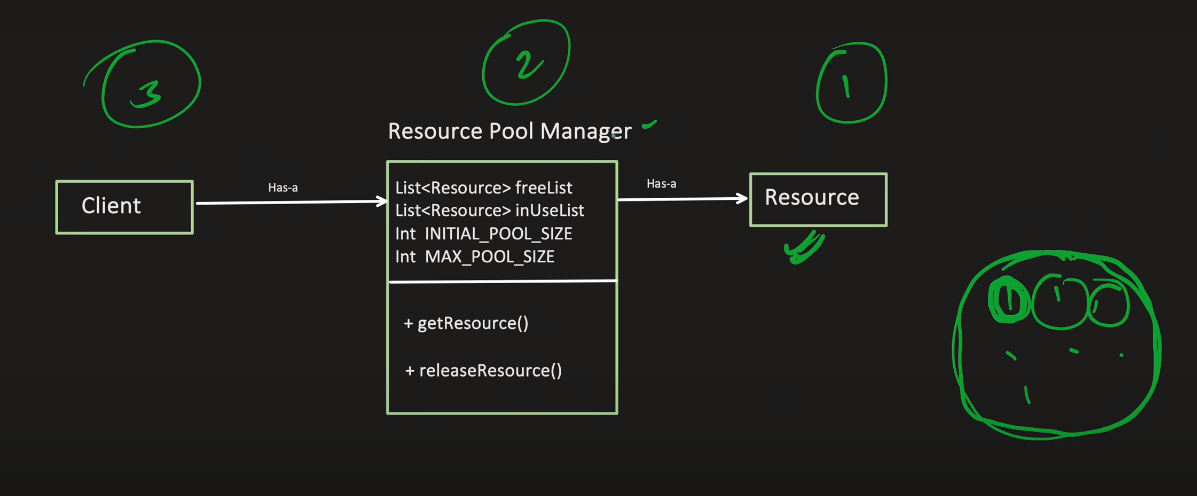 3
2
1
Resource Pool Manager
Client
Has-a
List<Resource> freeList
List<Resource> inUseList
Int INITIAL_POOL_SIZE
Int MAX_POOL_SIZE
+ getResource()
+ releaseResource()
Has-a
Resource